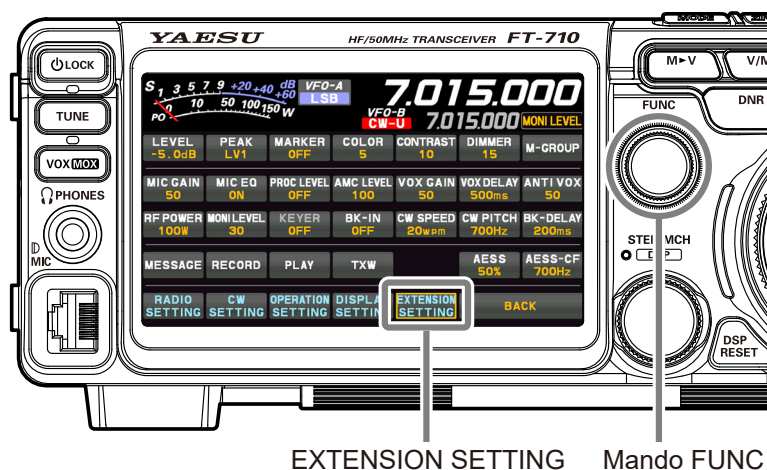 MODE
YAESU HF/50MHz TRANSCEIVER FT-710
LOCK
M►V
TUNE
FUNC
DNR
VOX MOX
PHONES
MIC
S 1 3 5 7 9 +20 +40 +60 dB
PO 0 10 50 100 150 W
VFO-A
LSB
7.015.000
VFO-B
CW-U
7.015.000
MONI LEVEL
LEVEL PEAK MARKER COLOR CONTRAST DIMMER M-GROUP
-5.0dB LV1 OFF 5 10 15
MIC GAIN MIC EQ PROC LEVEL AMC LEVEL VOX GAIN VOX DELAY ANTI VOX
50 ON OFF 100 50 500ms 50
RF POWER MONI LEVEL KEYER BK-IN CW SPEED CW PITCH BK-DELAY
100W 30 OFF OFF 20wpm 700Hz 200ms
MESSAGE RECORD PLAY TXW AESS AESS-CF
50% 700Hz
RADIO CW OPERATION DISPLA EXTENSION BACK
SETTING SETTING SETTING SETTIN SETTING
STEP MCH
DSP
RESET
EXTENSION SETTING Mando FUNC